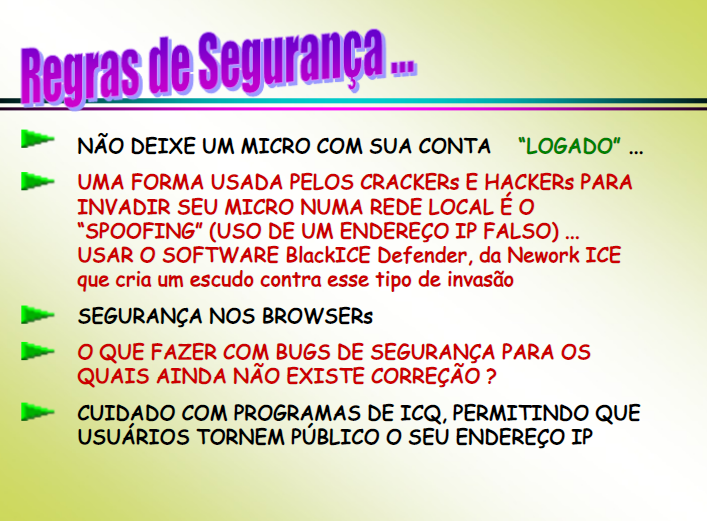 Regras de Segurança ...
NÃO DEIXE UM MICRO COM SUA CONTA “LOGADO” ...
UMA FORMA USADA PELOS CRACKERs E HACKERs PARA
INVADIR SEU MICRO NUMA REDE LOCAL É O
“SPOOFING” (USO DE UM ENDEREÇO IP FALSO) ...
USAR O SOFTWARE BlackICE Defender, da Nework ICE
que cria um escudo contra esse tipo de invasão
SEGURANÇA NOS BROWSERs
O QUE FAZER COM BUGS DE SEGURANÇA PARA OS
QUAIS AINDA NÃO EXISTE CORREÇÃO ?
CUIDADO COM PROGRAMAS DE ICQ, PERMITINDO QUE
USUÁRIOS TORNEM PÚBLICO O SEU ENDEREÇO IP